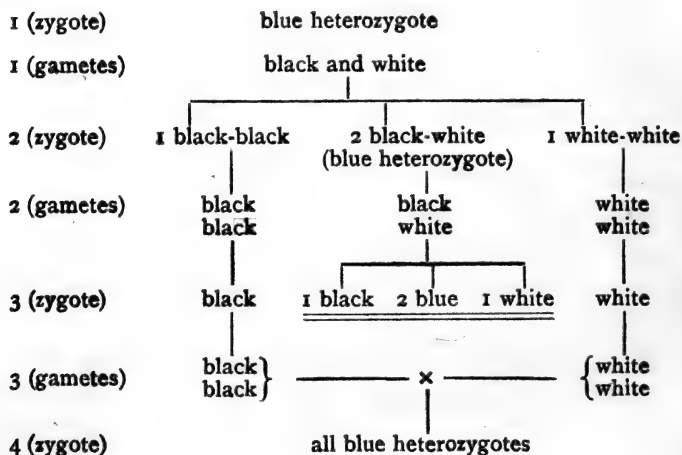 1 (zygote) blue heterozygote
1 (gametes) black and white
2 (zygote) 1 black-black 2 black-white 1 white-white
(blue heterozygote)
2 (gametes) black black white
black white white
3 (zygote) black 1 black 2 blue 1 white white
3 (gametes) black} × {white
black} {white
4 (zygote) all blue heterozygotes